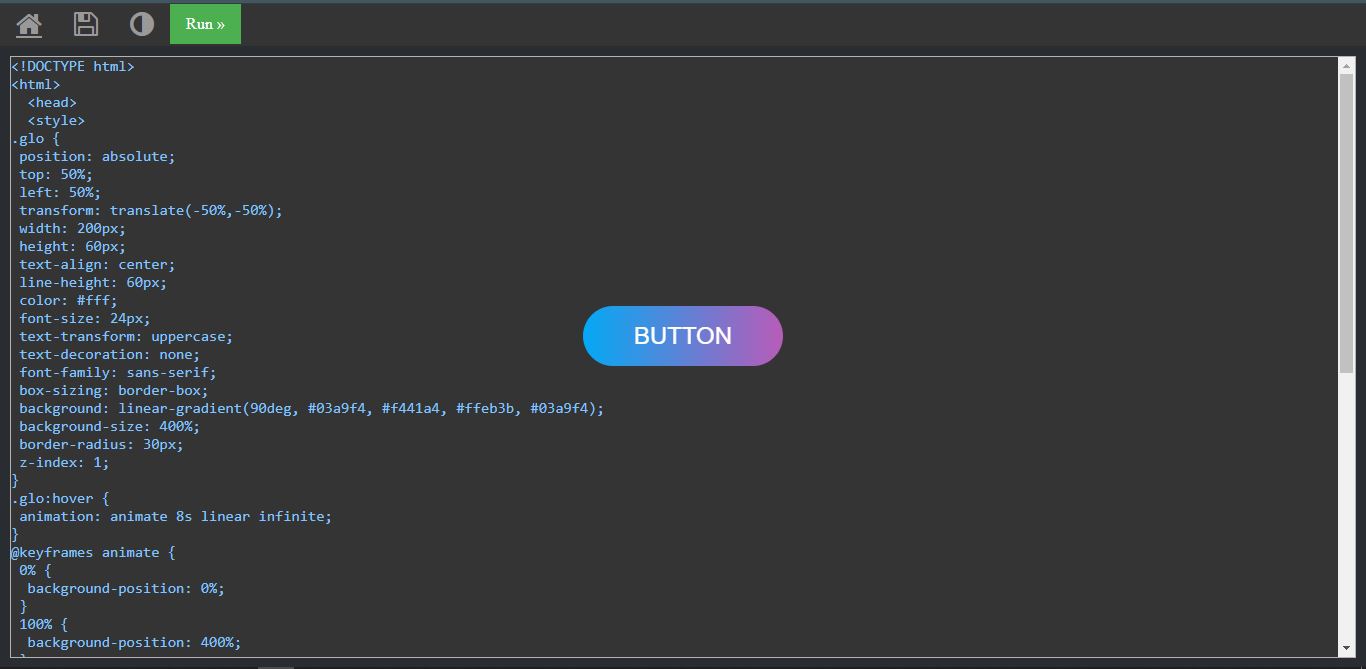 Run »
<!DOCTYPE html>
<html>
  <head>
  <style>
.glo {
 position: absolute;
 top: 50%;
 left: 50%;
 transform: translate(-50%,-50%);
 width: 200px;
 height: 60px;
 text-align: center;
 line-height: 60px;
 color: #fff;
 font-size: 24px;
 text-transform: uppercase;
 text-decoration: none;
 font-family: sans-serif;
 box-sizing: border-box;
 background: linear-gradient(90deg, #03a9f4, #f441a4, #ffeb3b, #03a9f4);
 background-size: 400%;
 border-radius: 30px;
 z-index: 1;
}
.glo:hover {
 animation: animate 8s linear infinite;
}
@keyframes animate {
 0% {
  background-position: 0%;
 }
 100% {
  background-position: 400%;
BUTTON